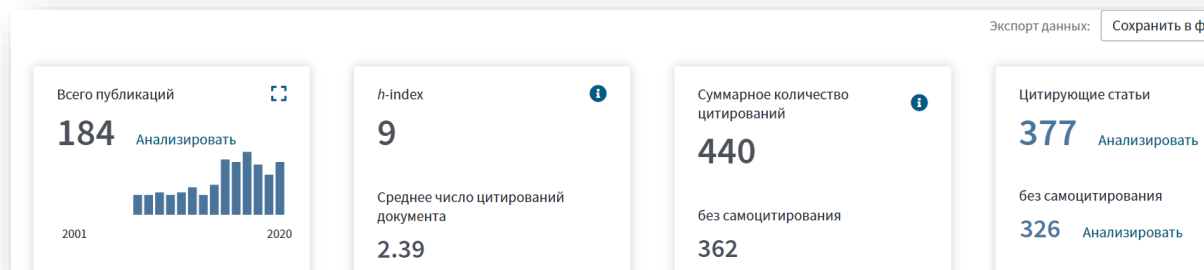 Экспорт данных: Сохранить в ф
Всего публикаций
184 Анализировать
2001 2020
h-index
9
Среднее число цитирований
документа
2.39
Суммарное количество
цитирований
440
без самоцитирования
362
Цитирующие статьи
377 Анализировать
без самоцитирования
326 Анализировать